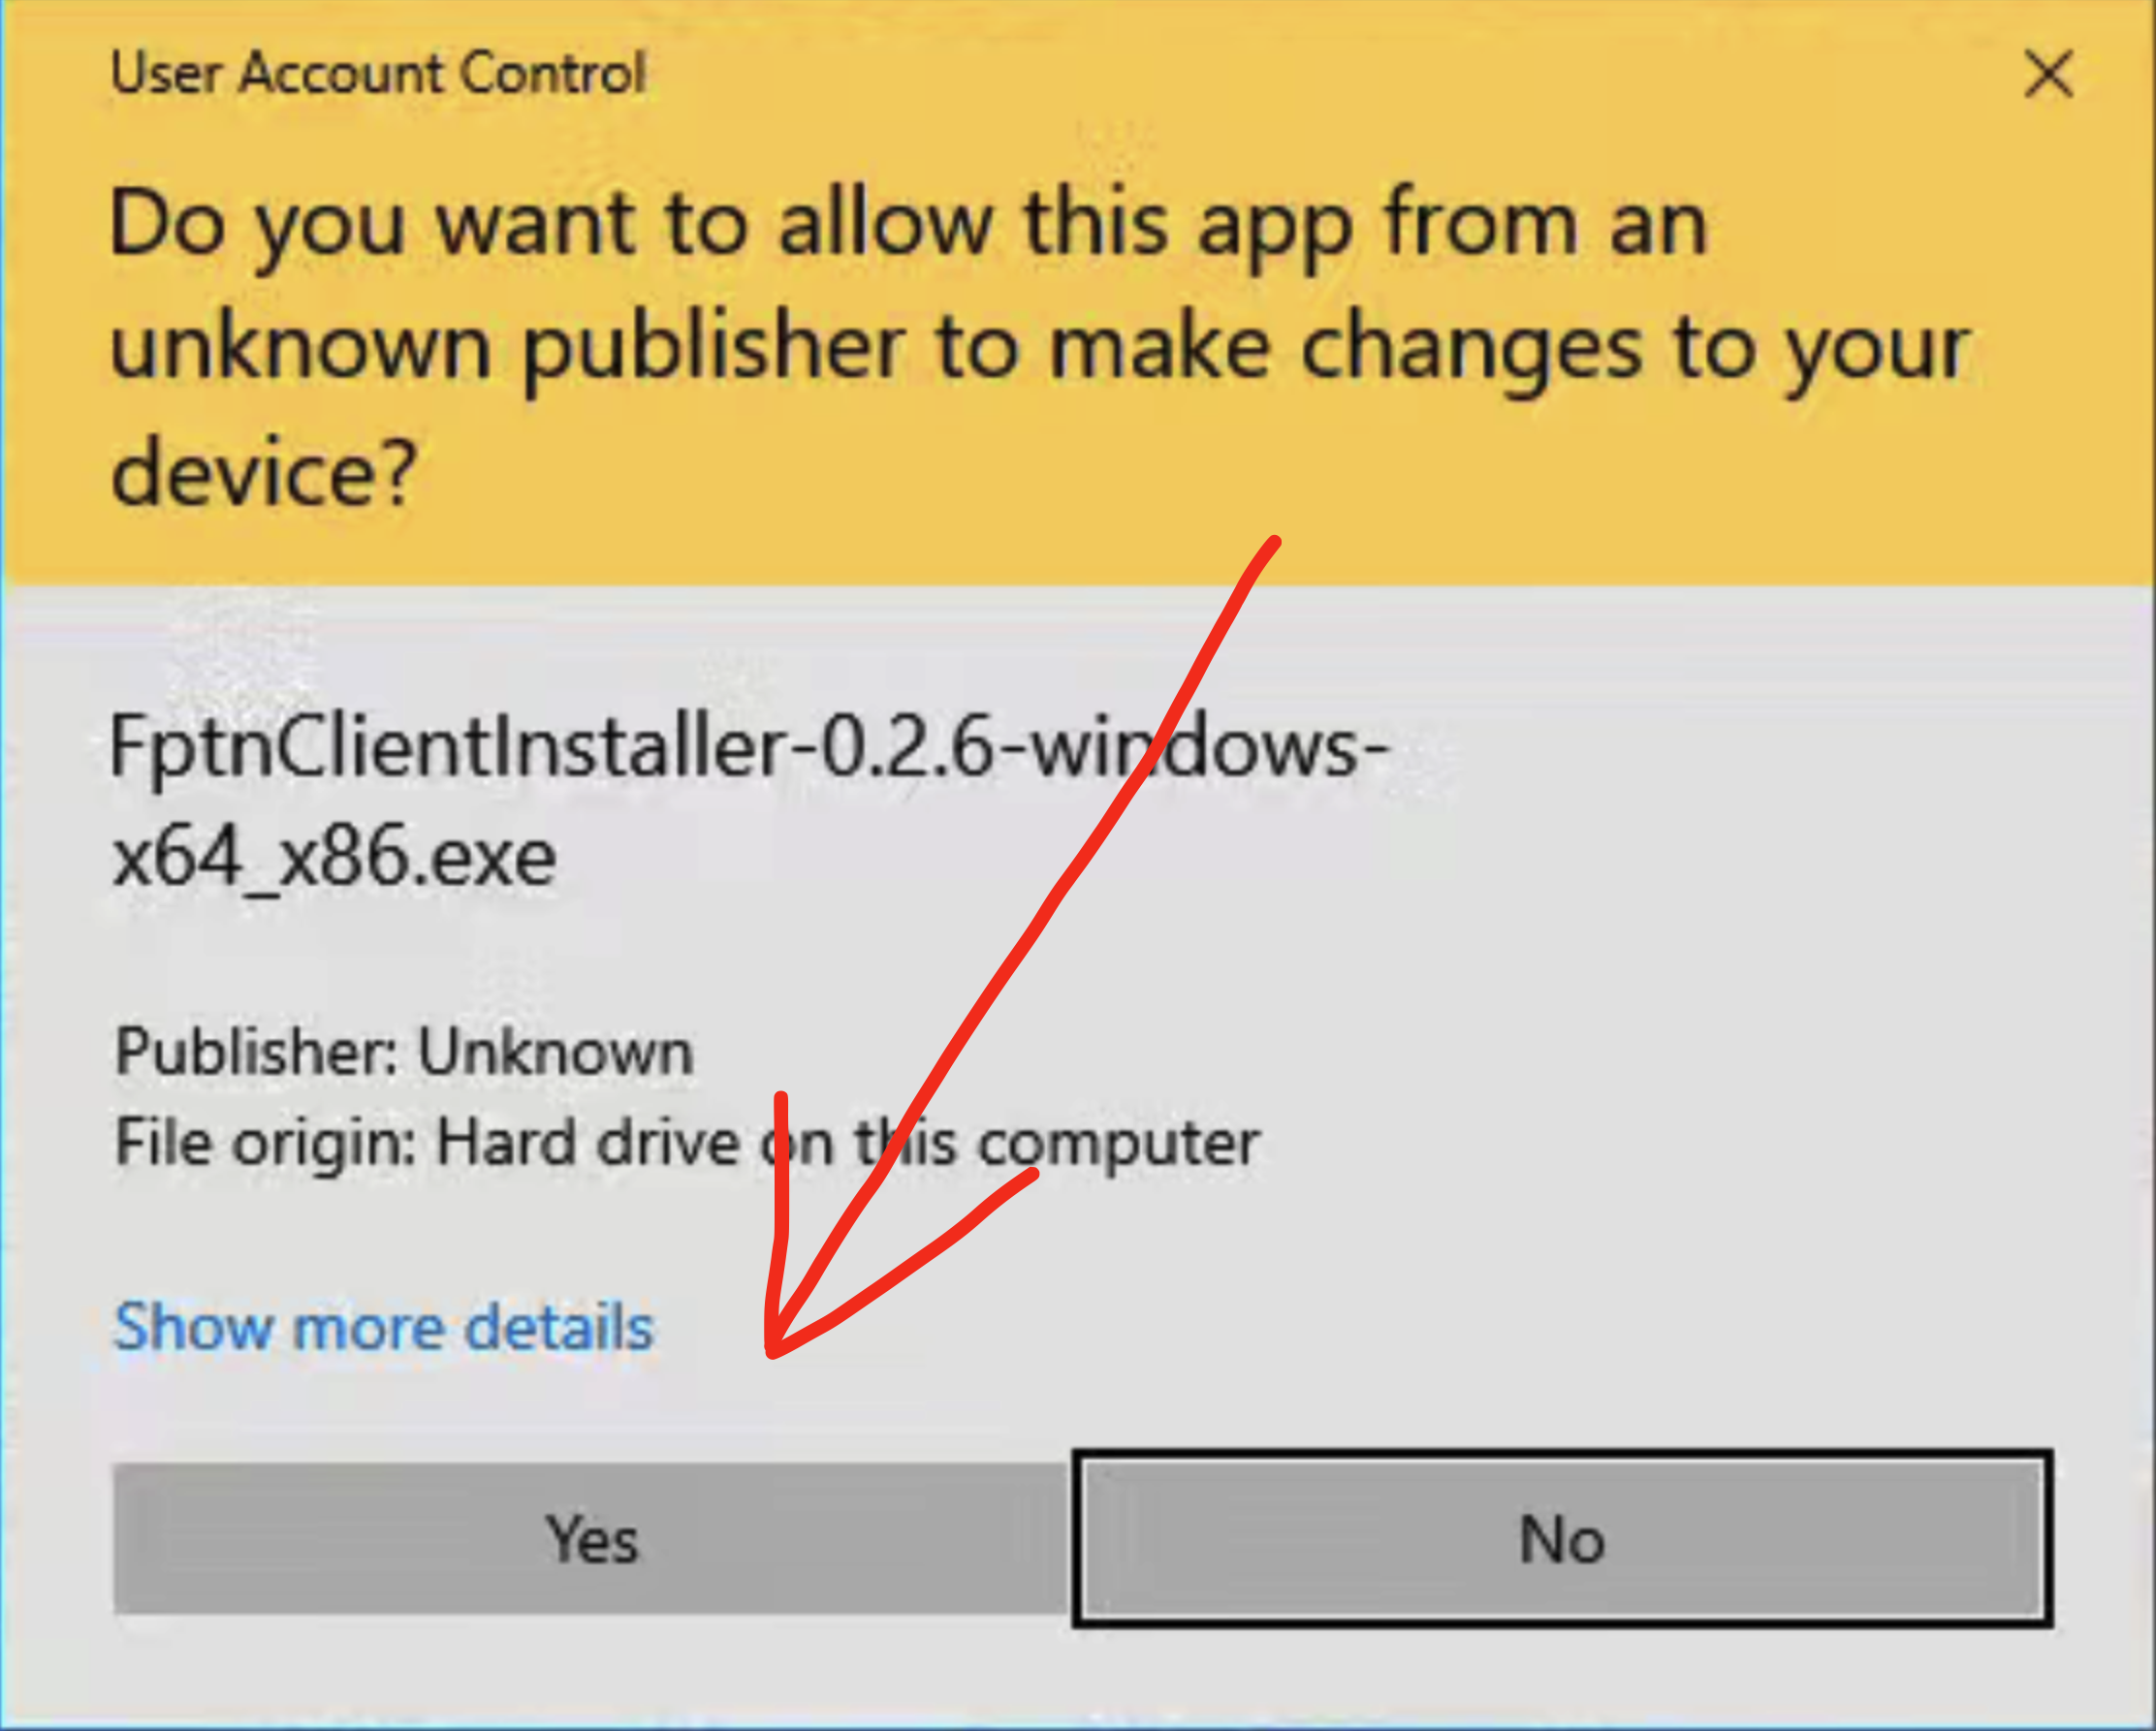 User Account Control
Do you want to allow this app from an
unknown publisher to make changes to your
device?
FptnClientInstaller-0.2.6-windows-
x64_x86.exe
Publisher: Unknown
File origin: Hard drive on this computer
Show more details
Yes
No